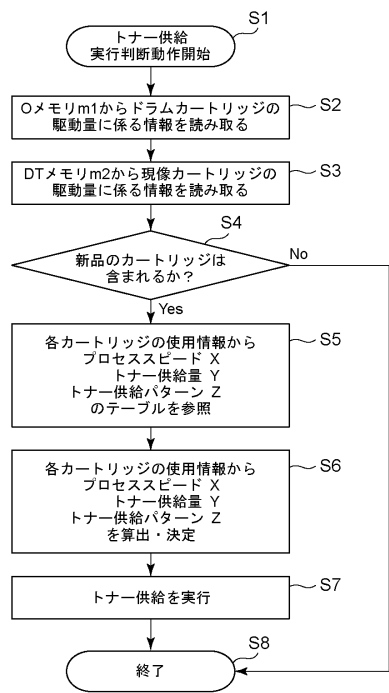 S1
トナー供給
実行判断動作開始
S2
Oメモリm1からドラムカートリッジの
駆動量に係る情報を読み取る
S3
DTメモリm2から現像カートリッジの
駆動量に係る情報を読み取る
S4
新品のカートリッジは
含まれるか？
No
Yes
S5
各カートリッジの使用情報から
プロセススピード X
トナー供給量 Y
トナー供給パターン Z
のテーブルを参照
S6
各カートリッジの使用情報から
プロセススピード X
トナー供給量 Y
トナー供給パターン Z
を算出・決定
S7
トナー供給を実行
S8
終了